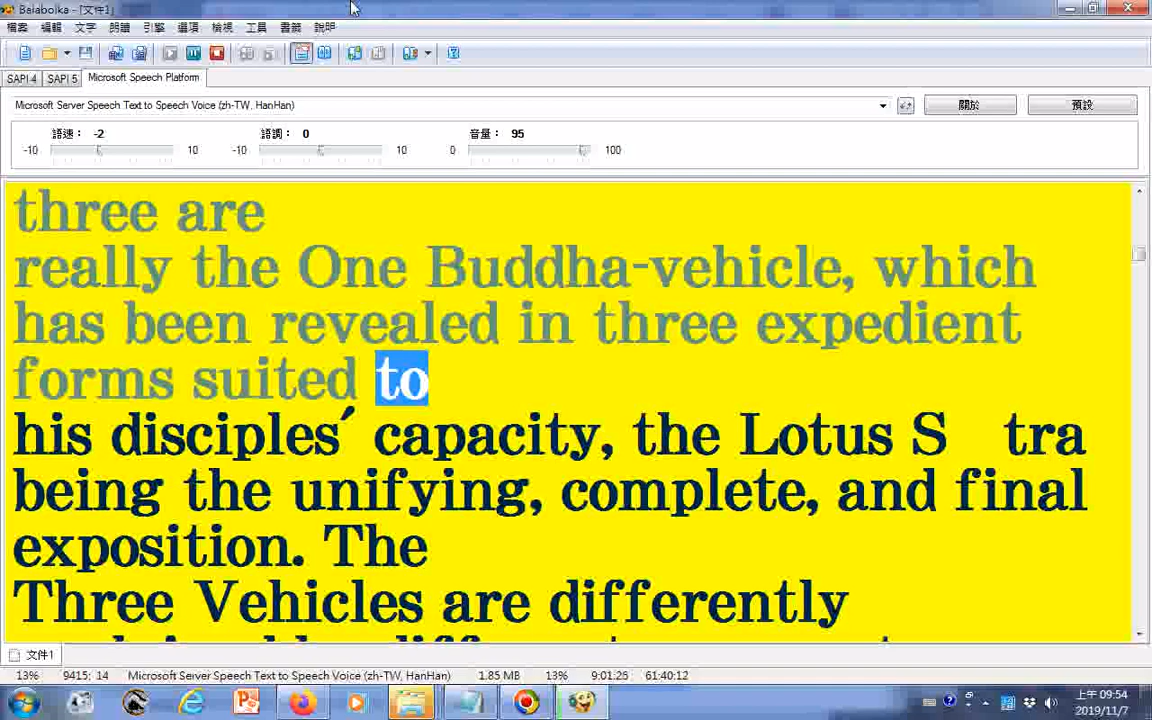 Balabolka - [文件1]
檔案 編輯 文字 朗讀 引擎 選項 檢視 工具 書籤 說明
SAPI 4 SAPI 5 Microsoft Speech Platform
Microsoft Server Speech Text to Speech Voice (zh-TW, HanHan) 關於 預設
語速： -2 語調： 0 音量： 95
-10 10 -10 10 0 100
three are
really the One Buddha-vehicle, which
has been revealed in three expedient
forms suited to
his disciples′ capacity, the Lotus S tra
being the unifying, complete, and final
exposition. The
Three Vehicles are differently
文件1
13% 9415: 14 Microsoft Server Speech Text to Speech Voice (zh-TW, HanHan) 1.85 MB 13% 9:01:25 61:40:12
上午 09:54
2019/11/7